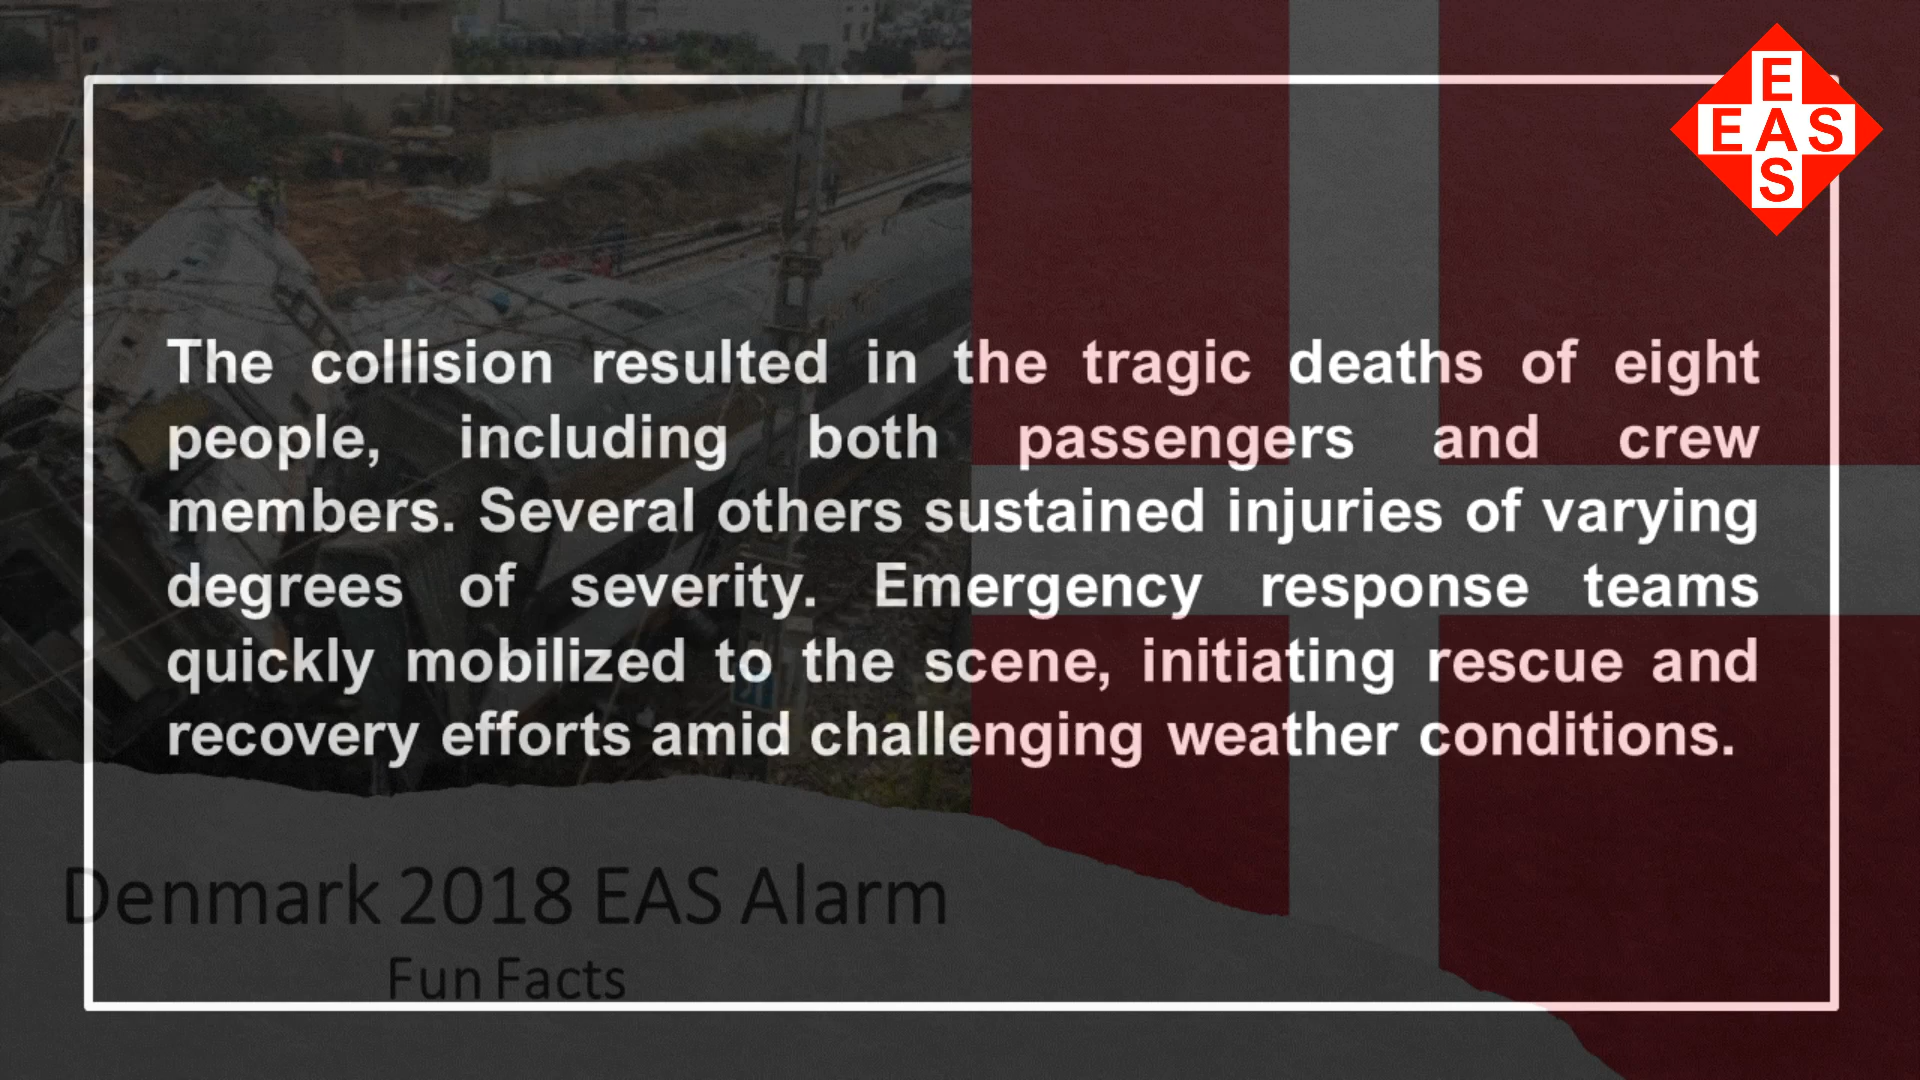 E
EAS
S
The collision resulted in the tragic deaths of eight
people, including both passengers and crew
members. Several others sustained injuries of varying
degrees of severity. Emergency response teams
quickly mobilized to the scene, initiating rescue and
recovery efforts amid challenging weather conditions.
Denmark 2018 EAS Alarm
Fun Facts